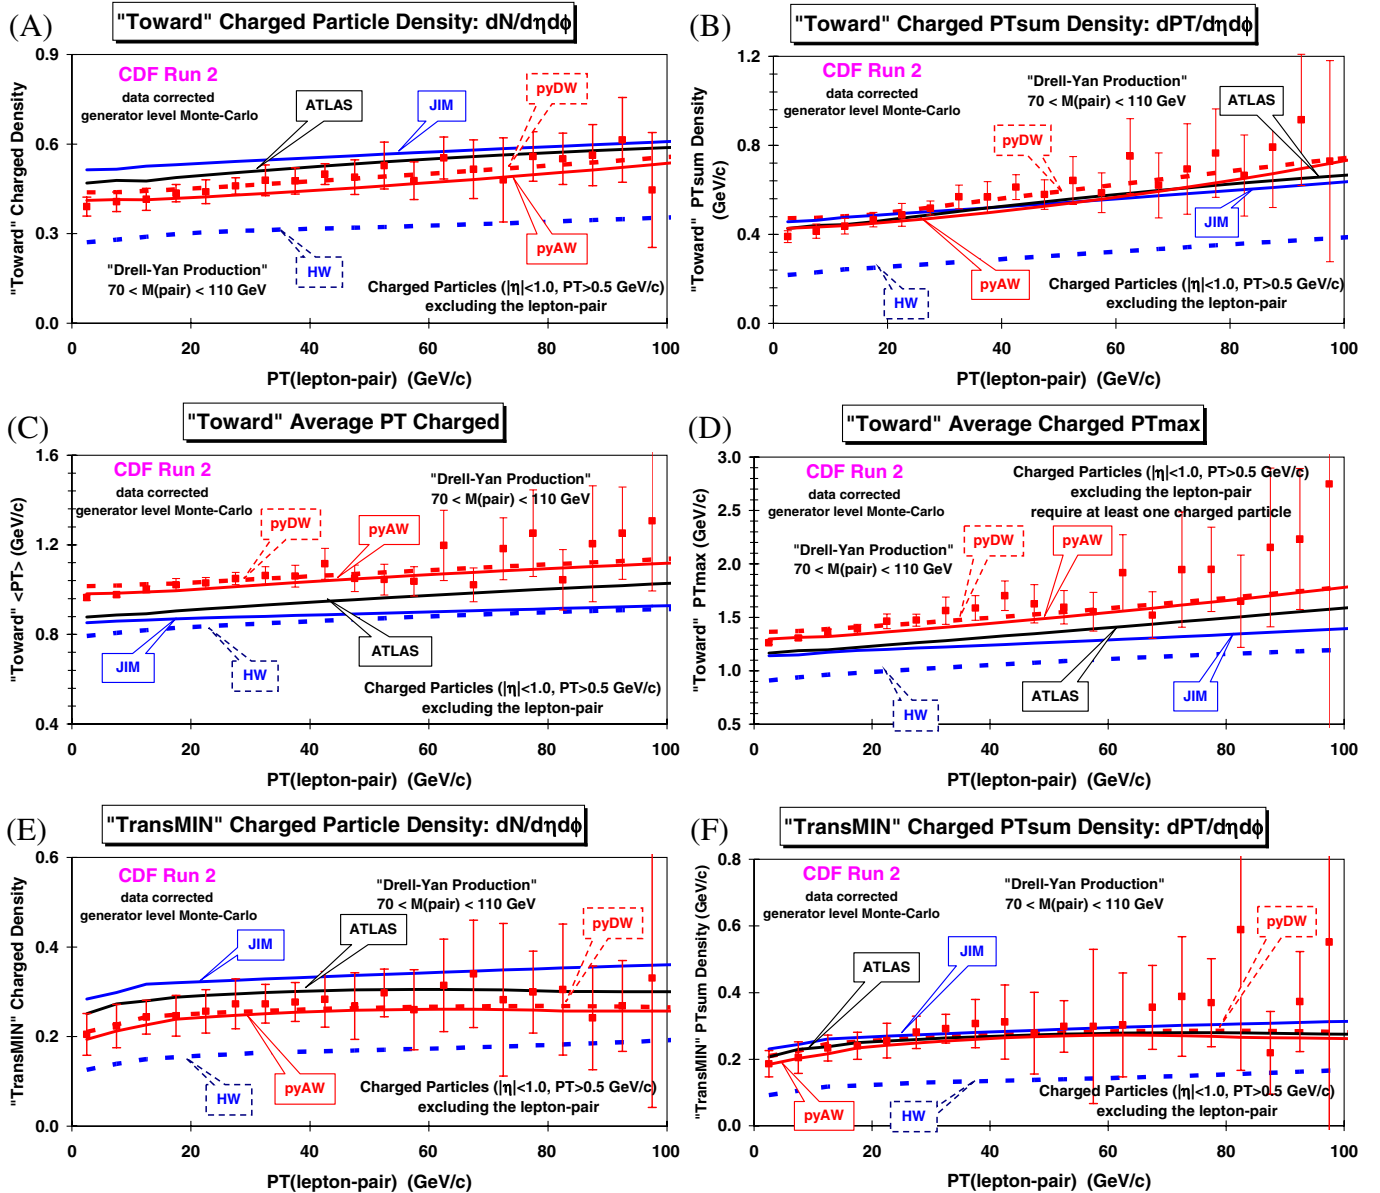 (A)
"Toward" Charged Particle Density: dN/dηdϕ
0.9
0.6
0.3
0.0
"Toward" Charged Density
CDF Run 2
data corrected
generator level Monte-Carlo
ATLAS
JIM
pyDW
pyAW
HW
"Drell-Yan Production"
70 < M(pair) < 110 GeV
Charged Particles (|η|<1.0, PT>0.5 GeV/c)
excluding the lepton-pair
0 20 40 60 80 100
PT(lepton-pair) (GeV/c)
(B)
"Toward" Charged PTsum Density: dPT/dηdϕ
1.2
0.8
0.4
0.0
"Toward" PTsum Density
(GeV/c)
CDF Run 2
data corrected
generator level Monte-Carlo
"Drell-Yan Production"
70 < M(pair) < 110 GeV
ATLAS
pyDW
JIM
pyAW
HW
Charged Particles (|η|<1.0, PT>0.5 GeV/c)
excluding the lepton-pair
0 20 40 60 80 100
PT(lepton-pair) (GeV/c)
(C)
"Toward" Average PT Charged
1.6
1.2
0.8
0.4
"Toward" <PT> (GeV/c)
CDF Run 2
data corrected
generator level Monte-Carlo
"Drell-Yan Production"
70 < M(pair) < 110 GeV
pyDW
pyAW
JIM
HW
ATLAS
Charged Particles (|η|<1.0, PT>0.5 GeV/c)
excluding the lepton-pair
0 20 40 60 80 100
PT(lepton-pair) (GeV/c)
(D)
"Toward" Average Charged PTmax
3.0
2.5
2.0
1.5
1.0
0.5
"Toward" PTmax (GeV/c)
CDF Run 2
data corrected
generator level Monte-Carlo
Charged Particles (|η|<1.0, PT>0.5 GeV/c)
excluding the lepton-pair
require at least one charged particle
"Drell-Yan Production"
70 < M(pair) < 110 GeV
pyDW
pyAW
HW
ATLAS
JIM
0 20 40 60 80 100
PT(lepton-pair) (GeV/c)
(E)
"TransMIN" Charged Particle Density: dN/dηdϕ
0.6
0.4
0.2
0.0
"TransMIN" Charged Density
CDF Run 2
data corrected
generator level Monte-Carlo
"Drell-Yan Production"
70 < M(pair) < 110 GeV
JIM
ATLAS
pyDW
HW
pyAW
Charged Particles (|η|<1.0, PT>0.5 GeV/c)
excluding the lepton-pair
0 20 40 60 80 100
PT(lepton-pair) (GeV/c)
(F)
"TransMIN" Charged PTsum Density: dPT/dηdϕ
0.8
0.6
0.4
0.2
0.0
"TransMIN" PTsum Density (GeV/c)
CDF Run 2
data corrected
generator level Monte-Carlo
"Drell-Yan Production"
70 < M(pair) < 110 GeV
pyDW
ATLAS
JIM
pyAW
HW
Charged Particles (|η|<1.0, PT>0.5 GeV/c)
excluding the lepton-pair
0 20 40 60 80 100
PT(lepton-pair) (GeV/c)